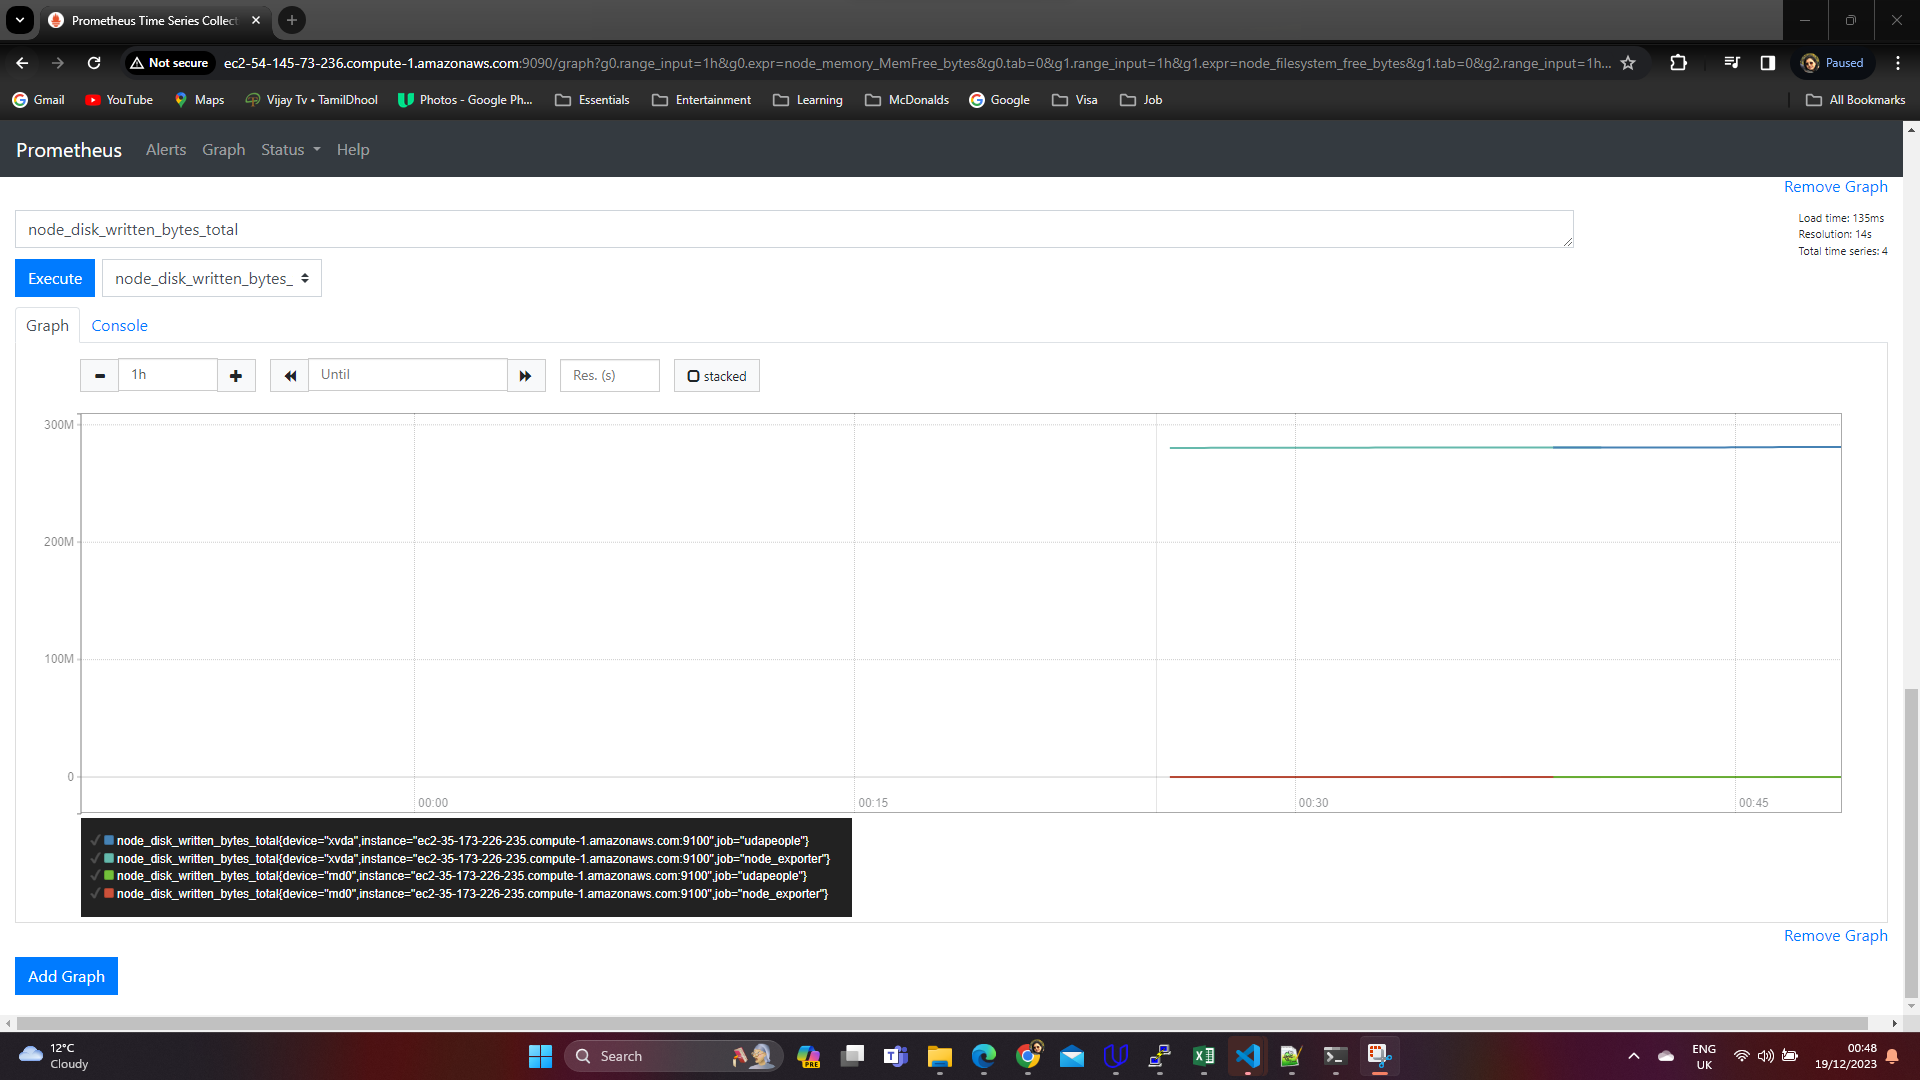 Prometheus Time Series Collect
Not secure
ec2-54-145-73-236.compute-1.amazonaws.com:9090/graph?g0.range_input=1h&g0.expr=node_memory_MemFree_bytes&g0.tab=0&g1.range_input=1h&g1.expr=node_filesystem_free_bytes&g1.tab=0&g2.range_input=1h...
Paused
Gmail
YouTube
Maps
Vijay Tv • TamilDhool
Photos - Google Ph...
Essentials
Entertainment
Learning
McDonalds
Google
Visa
Job
All Bookmarks
Prometheus
Alerts
Graph
Status
Help
Remove Graph
node_disk_written_bytes_total
Load time: 135ms
Resolution: 14s
Total time series: 4
Execute
node_disk_written_bytes_
Graph
Console
1h
Until
Res. (s)
stacked
300M
200M
100M
0
00:00
00:15
00:30
00:45
node_disk_written_bytes_total{device="xvda",instance="ec2-35-173-226-235.compute-1.amazonaws.com:9100",job="udapeople"}
node_disk_written_bytes_total{device="xvda",instance="ec2-35-173-226-235.compute-1.amazonaws.com:9100",job="node_exporter"}
node_disk_written_bytes_total{device="md0",instance="ec2-35-173-226-235.compute-1.amazonaws.com:9100",job="udapeople"}
node_disk_written_bytes_total{device="md0",instance="ec2-35-173-226-235.compute-1.amazonaws.com:9100",job="node_exporter"}
Remove Graph
Add Graph
12°C
Cloudy
Search
PRE
ENG
UK
00:48
19/12/2023